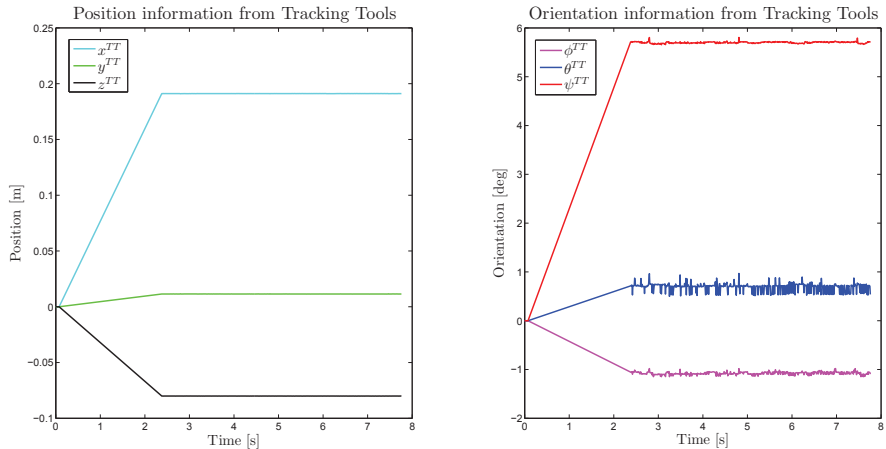 Position information from Tracking Tools
0.25
0.2
0.15
0.1
0.05
0
−0.05
−0.1
Position [m]
x^{TT}
y^{TT}
z^{TT}
0 1 2 3 4 5 6 7 8
Time [s]
Orientation information from Tracking Tools
6
5
4
3
2
1
0
−1
−2
Orientation [deg]
ϕ^{TT}
θ^{TT}
ψ^{TT}
0 1 2 3 4 5 6 7 8
Time [s]